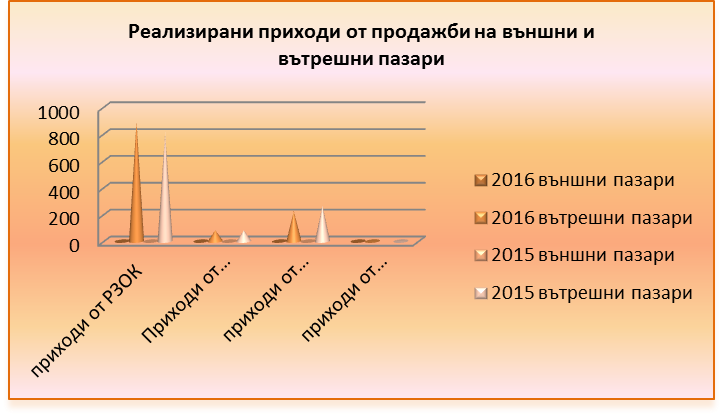 Реализирани приходи от продажби на външни и
вътрешни пазари
1000
800
600
400
200
0
приходи от РЗОК
Приходи от...
приходи от...
приходи от...
2016 външни пазари
2016 вътрешни пазари
2015 външни пазари
2015 вътрешни пазари